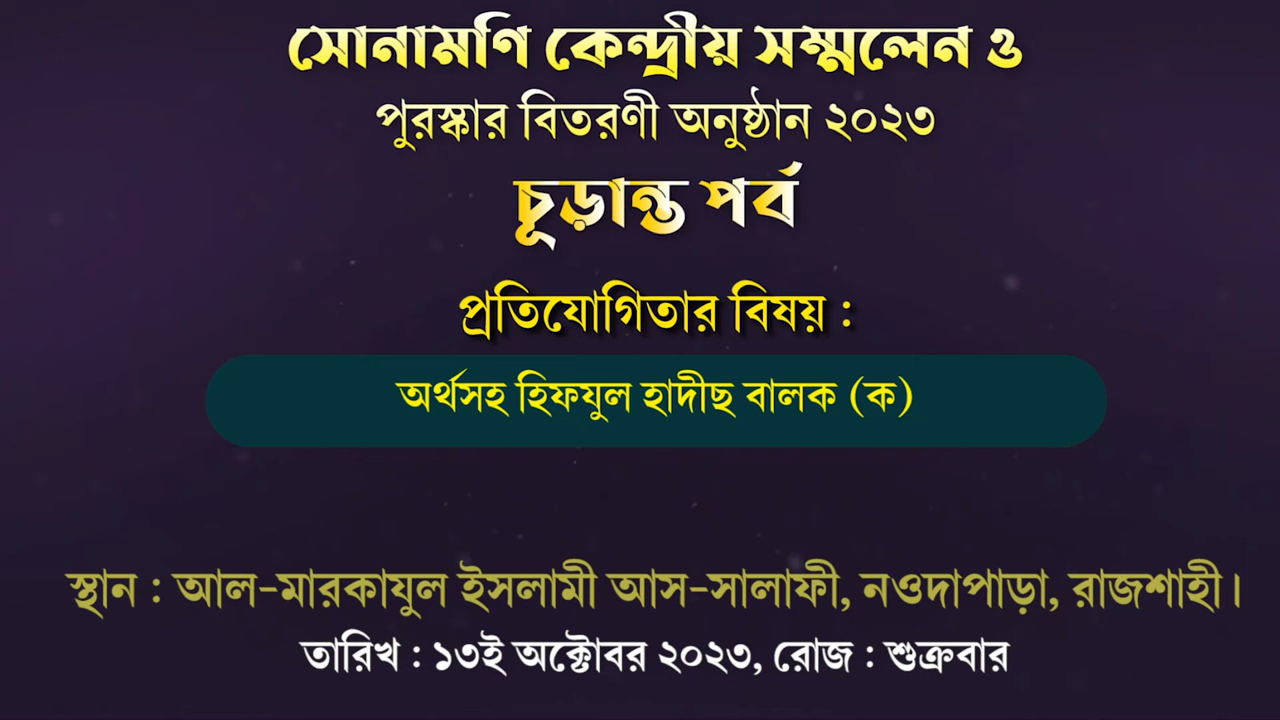 সোনামণি কেন্দ্রীয় সম্মলেন ও
পুরস্কার বিতরণী অনুষ্ঠান ২০২৩
চূড়ান্ত পর্ব
প্রতিযোগিতার বিষয় :
অর্থসহ হিফযুল হাদীছ বালক (ক)
স্থান : আল-মারকাযুল ইসলামী আস-সালাফী, নওদাপাড়া, রাজশাহী।
তারিখ : ১৩ই অক্টোবর ২০২৩, রোজ : শুক্রবার